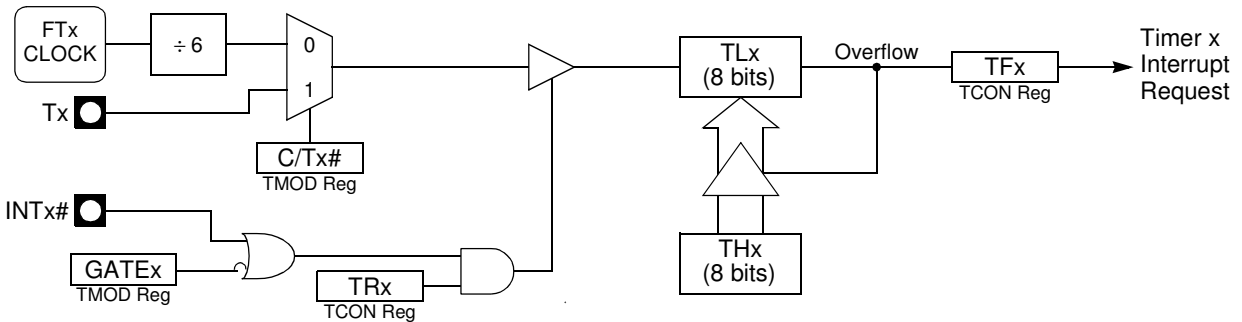 FTx
CLOCK
÷ 6
0
1
Tx
C/Tx#
TMOD Reg
TLx
(8 bits)
Overflow
TFx
TCON Reg
Timer x
Interrupt
Request
INTx#
GATEx
TMOD Reg
TRx
TCON Reg
THx
(8 bits)